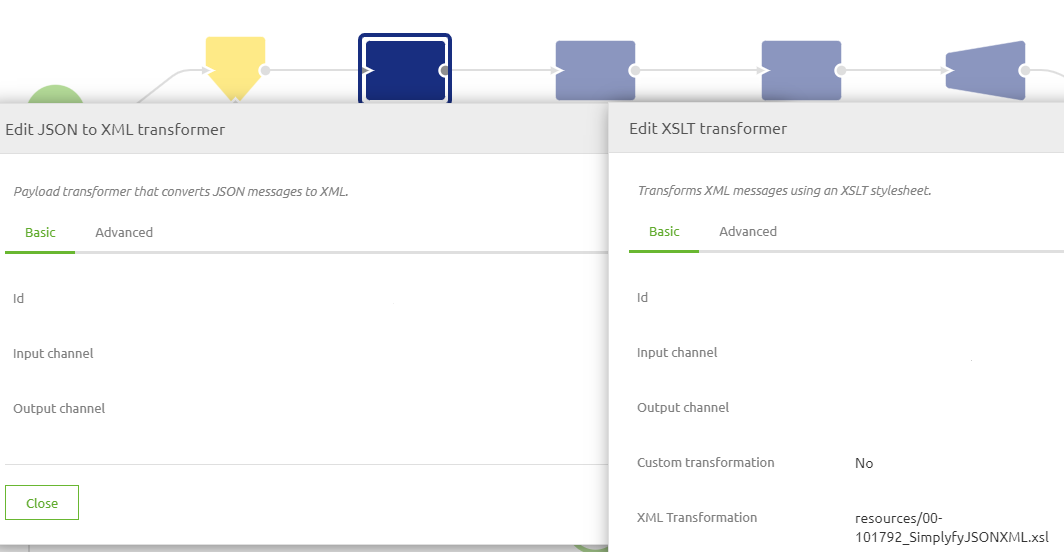 Edit JSON to XML transformer
Payload transformer that converts JSON messages to XML.
Basic Advanced
Id
Input channel
Output channel
Close
Edit XSLT transformer
Transforms XML messages using an XSLT stylesheet.
Basic Advanced
Id
Input channel
Output channel
Custom transformation No
XML Transformation resources/00-
101792_SimplyfyJSONXML.xsl